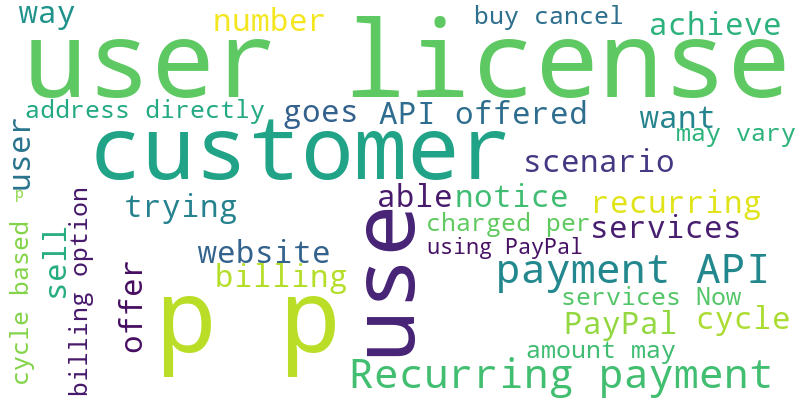 way
number
buy cancel
achieve
user license
address directly
goes
API offered
want
may vary
customer
user
scenario
able
notice
recurring
trying
use
charged per
services
using PayPal
website
billing
payment API
sell
billing option
offer
cycle based
p
p p
services Now
PayPal
cycle
amount may
Recurring payment